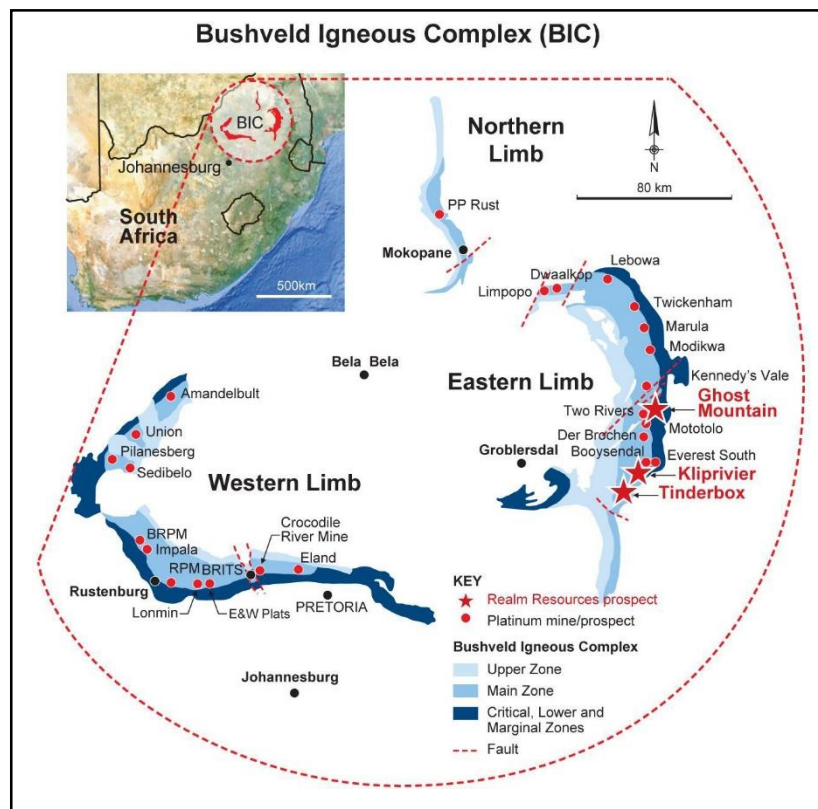 Bushveld Igneous Complex (BIC)
BIC
Johannesburg
South
Africa
500km
Northern
Limb
N
80 km
PP Rust
Mokopane
Lebowa
Dwaalkop
Limpopo
Twickenham
Marula
Modikwa
Bela Bela
Kennedy's Vale
Eastern Limb
Ghost
Mountain
Two Rivers
Mototolo
Der Brochen
Booysendal
Everest South
Groblersdal
Kliprivier
Tinderbox
Amandelbult
Union
Pilanesberg
Sedibelo
Western Limb
Crocodile
River Mine
BRPM
Impala
RPM
BRITS
Eland
Rustenburg
Lonmin
E&W Plats
PRETORIA
Johannesburg
KEY
Realm Resources prospect
Platinum mine/prospect
Bushveld Igneous Complex
Upper Zone
Main Zone
Critical, Lower and
Marginal Zones
Fault